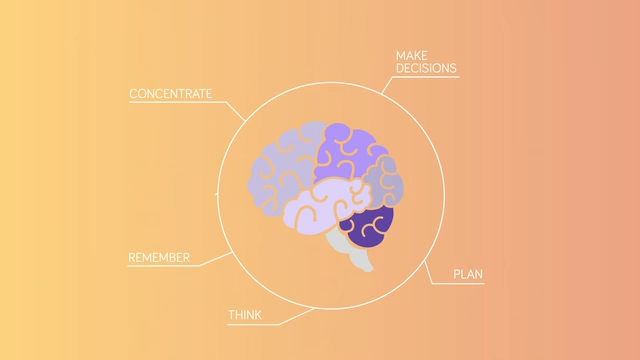 MAKE
DECISIONS
CONCENTRATE
REMEMBER
PLAN
THINK